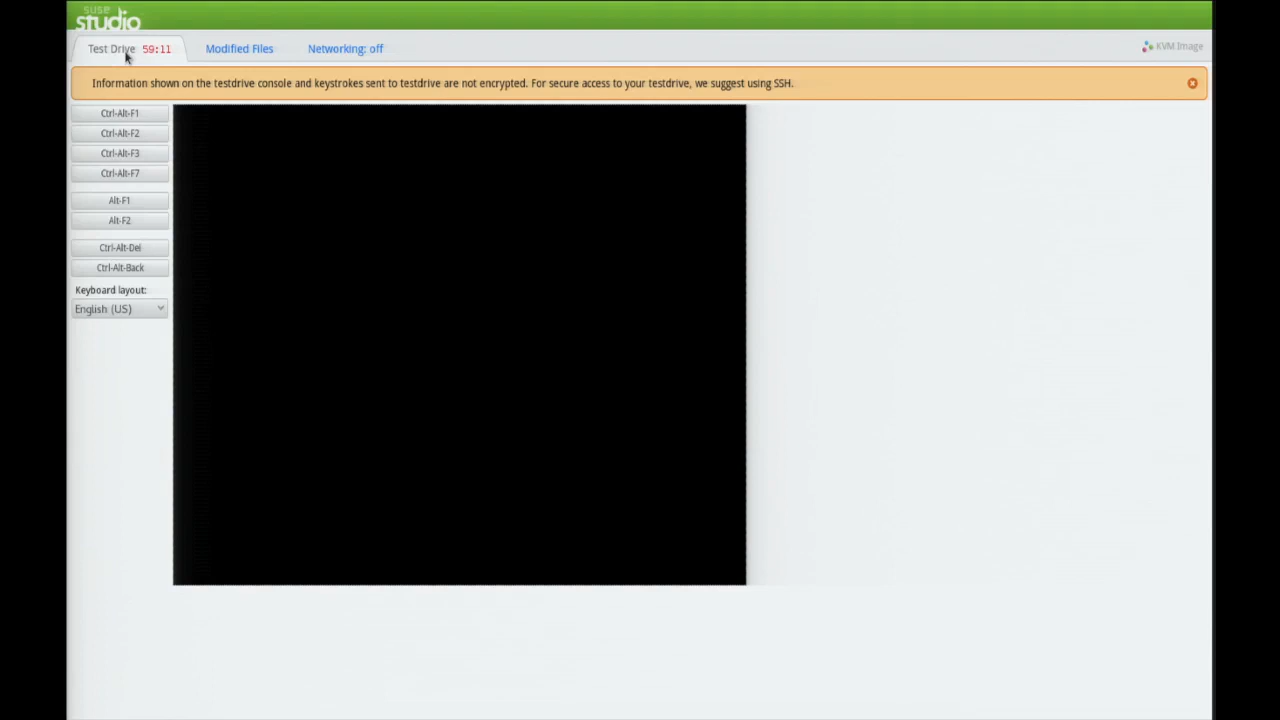 suse
studio
Test Drive 59:11
Modified Files
Networking: off
KVM Image
Information shown on the testdrive console and keystrokes sent to testdrive are not encrypted. For secure access to your testdrive, we suggest using SSH.
Ctrl-Alt-F1
Ctrl-Alt-F2
Ctrl-Alt-F3
Ctrl-Alt-F7
Alt-F1
Alt-F2
Ctrl-Alt-Del
Ctrl-Alt-Back
Keyboard layout:
English (US)